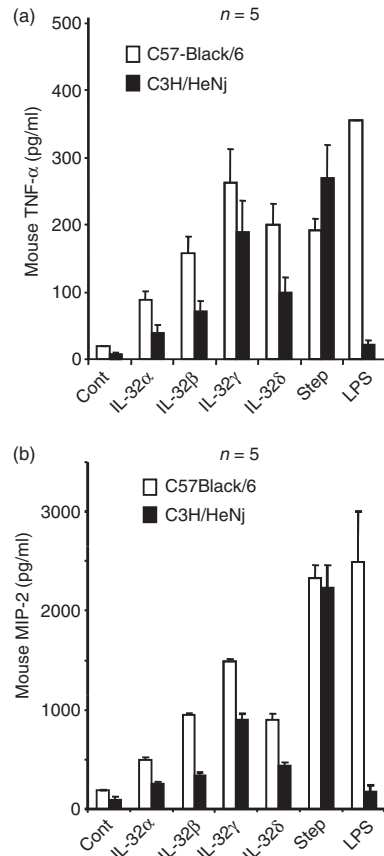 (a)
n = 5
500
C57-Black/6
C3H/HeNj
400
300
200
100
0
Mouse TNF-α (pg/ml)
Cont
IL-32α
IL-32β
IL-32γ
IL-32δ
Step
LPS
(b)
n = 5
C57Black/6
C3H/HeNj
3000
2000
1000
0
Mouse MIP-2 (pg/ml)
Cont
IL-32α
IL-32β
IL-32γ
IL-32δ
Step
LPS